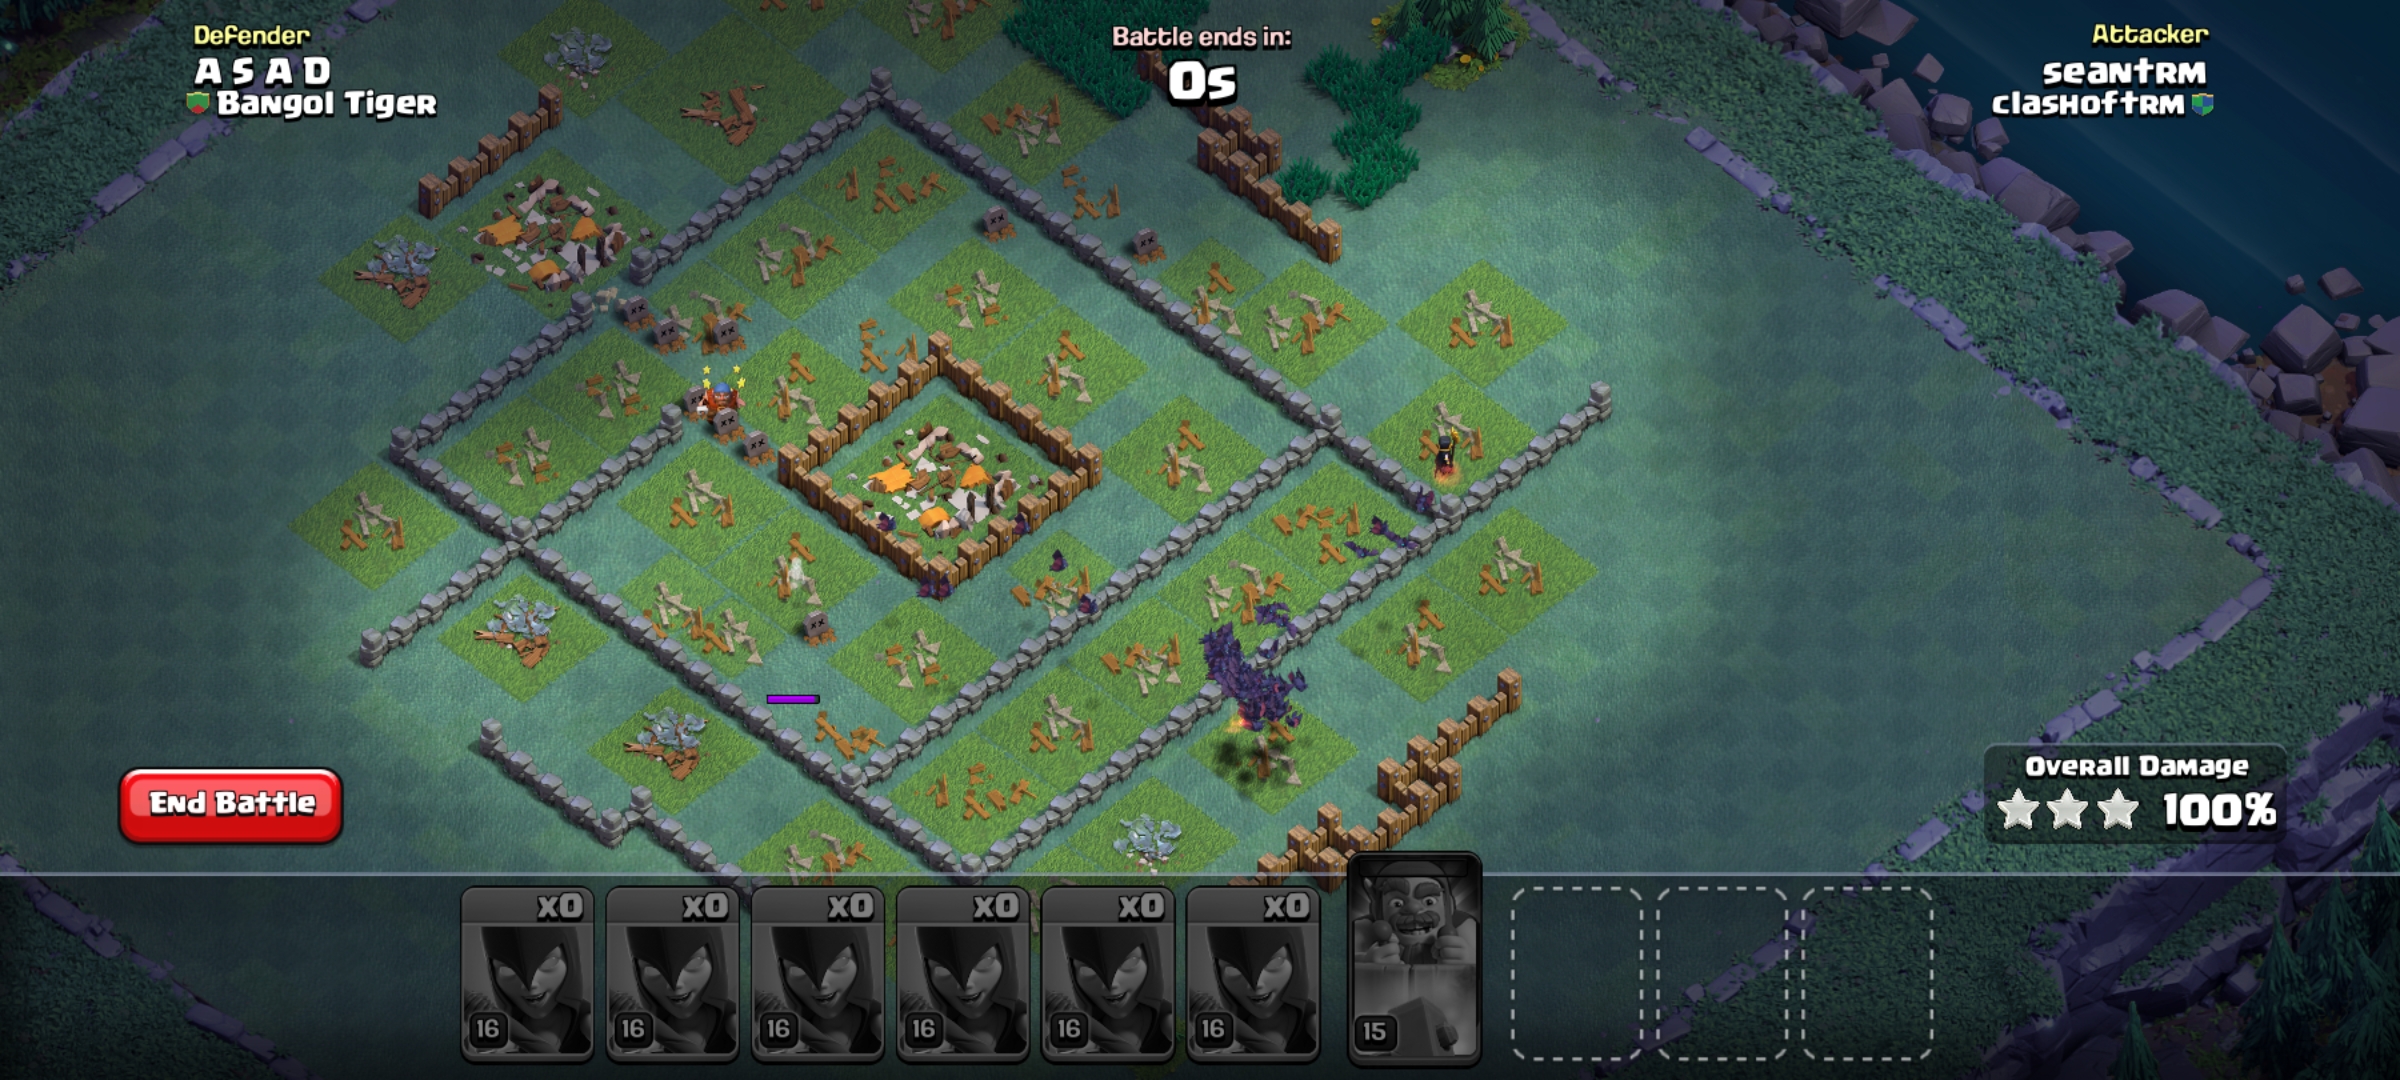 Defender
A S A D
Bangol Tiger
Battle ends in:
0s
Attacker
seantRM
clashoftRM
End Battle
Overall Damage
100%
x0
x0
x0
x0
x0
x0
16
16
16
16
16
16
15